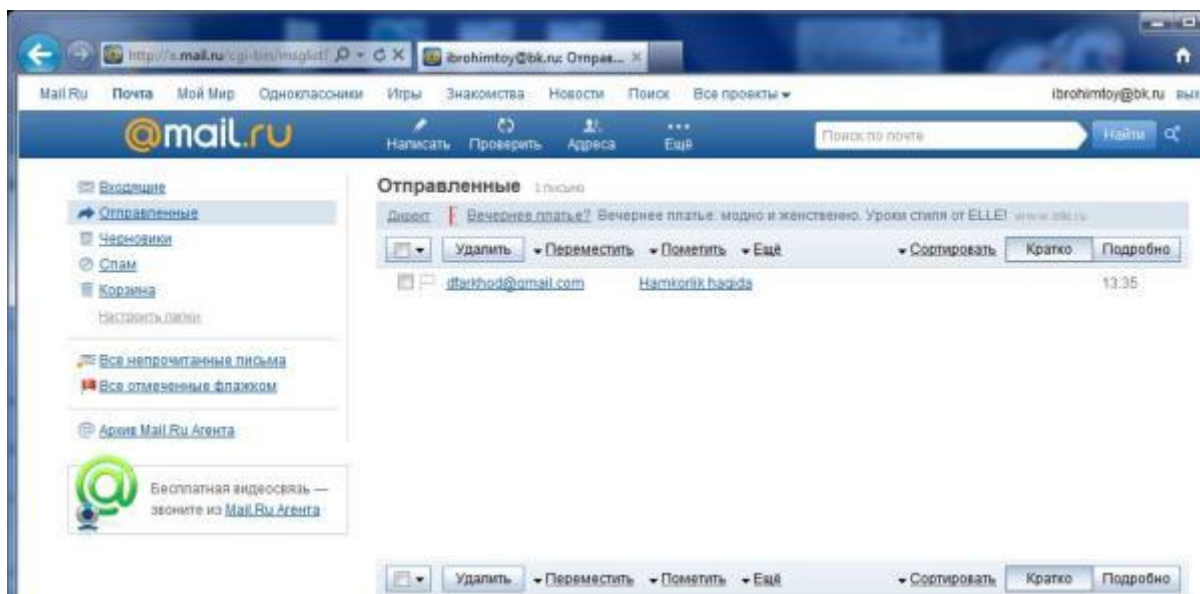 http://e.mail.ru/cgi-bin/msglist?
ibrohimtoy@bk.ru: Отправ...
Mail.Ru Почта Мой Мир Одноклассники Игры Знакомства Новости Поиск Все проекты ibrohimtoy@bk.ru вых
@mail.ru Написать Проверить Адреса Ещё Поиск по почте Найти
Входящие
Отправленные
Черновики
Спам
Корзина
Настроить папки
Все непрочитанные письма
Все отмеченные флажком
Архив Mail.Ru Агента
Бесплатная видеосвязь —
звоните из Mail.Ru Агента
Отправленные 1 письмо
Директ Вечернее платье? Вечернее платье: модно и женственно. Уроки стиля от ELLE! www.elle.ru
Удалить Переместить Пометить Ещё Сортировать Кратко Подробно
dfarkhod@gmail.com Hamkorlik haqida 13:35
Удалить Переместить Пометить Ещё Сортировать Кратко Подробно